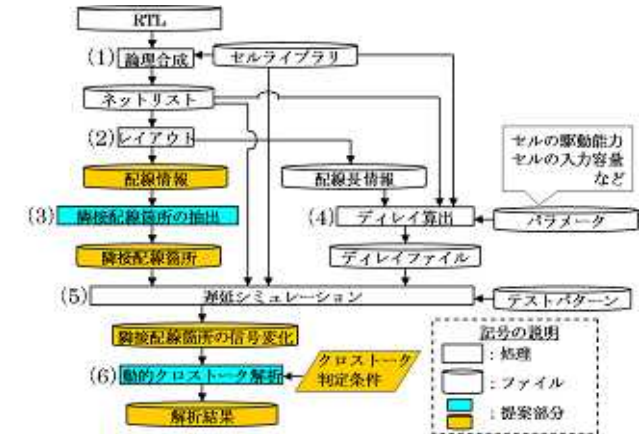 RTL
(1) 論理合成
セルライブラリ
ネットリスト
(2) レイアウト
セルの駆動能力
セルの入力容量
など
配線情報
配線長情報
(3) 隣接配線箇所の抽出
(4) ディレイ算出
パラメータ
隣接配線箇所
ディレイファイル
(5) 遅延シミュレーション
テストパターン
隣接配線箇所の信号変化
(6) 動的クロストーク解析
クロストーク
判定条件
解析結果
記号の説明
:処理
:ファイル
:提案部分